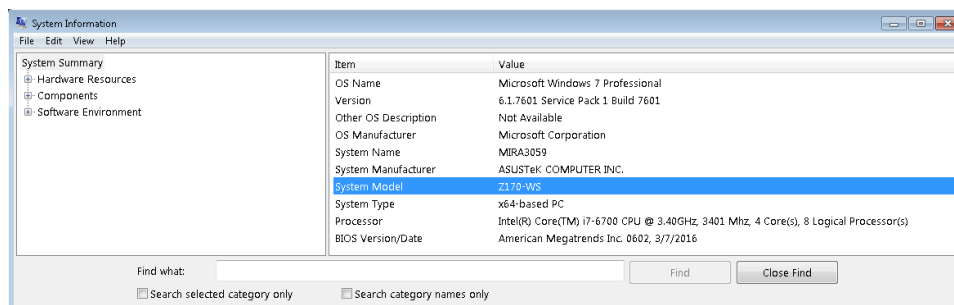 System Information
File Edit View Help
System Summary
Hardware Resources
Components
Software Environment
Item Value
OS Name Microsoft Windows 7 Professional
Version 6.1.7601 Service Pack 1 Build 7601
Other OS Description Not Available
OS Manufacturer Microsoft Corporation
System Name MIRA3059
System Manufacturer ASUSTeK COMPUTER INC.
System Model Z170-WS
System Type x64-based PC
Processor Intel(R) Core(TM) i7-6700 CPU @ 3.40GHz, 3401 Mhz, 4 Core(s), 8 Logical Processor(s)
BIOS Version/Date American Megatrends Inc. 0602, 3/7/2016
Find what: Find Close Find
Search selected category only Search category names only